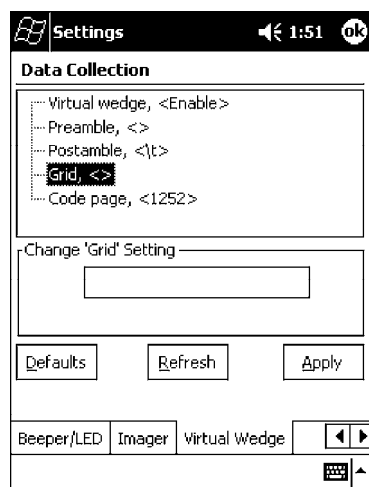 Settings 1:51 ok
Data Collection
Virtual wedge, <Enable>
Preamble, <>
Postamble, <\t>
Grid, <>
Code page, <1252>
Change 'Grid' Setting
Defaults Refresh Apply
Beeper/LED Imager Virtual Wedge